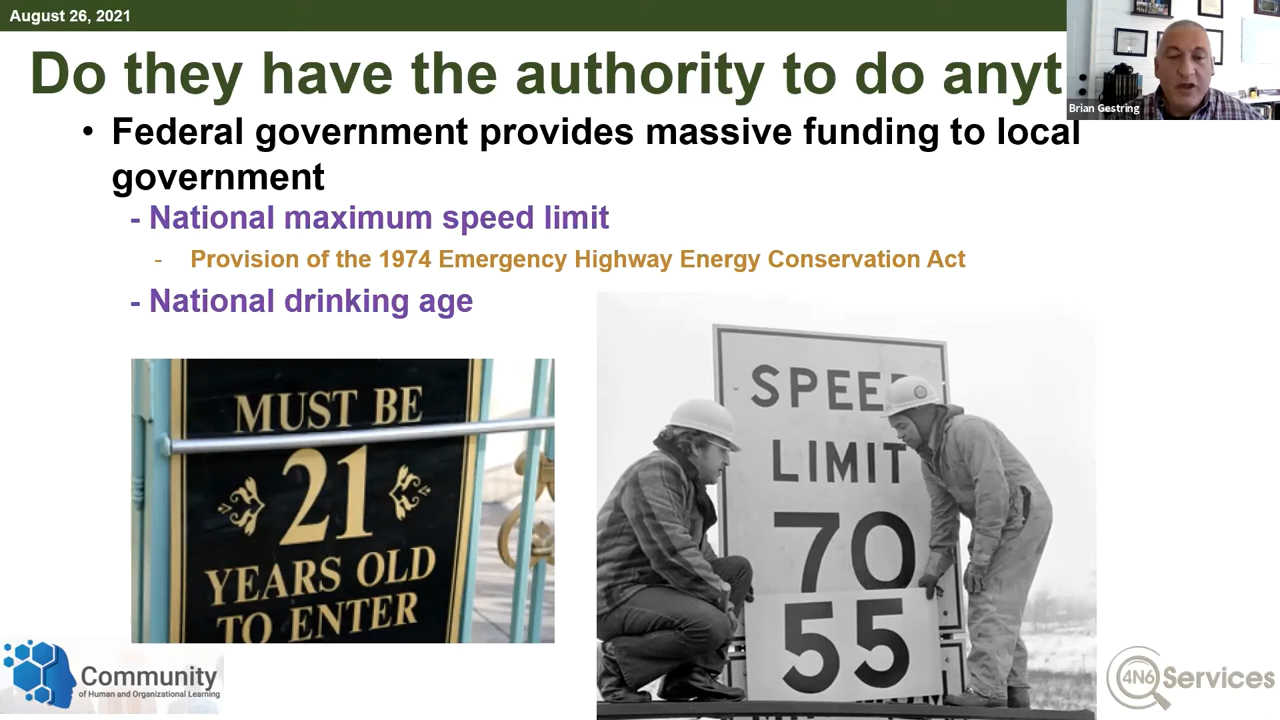 August 26, 2021
Do they have the authority to do anyt
Brian Gestring
• Federal government provides massive funding to local
government
- National maximum speed limit
- Provision of the 1974 Emergency Highway Energy Conservation Act
- National drinking age
MUST BE
21
YEARS OLD
TO ENTER
SPEED
LIMIT
70
55
Community
of Human and Organizational Learning
4N6 Services